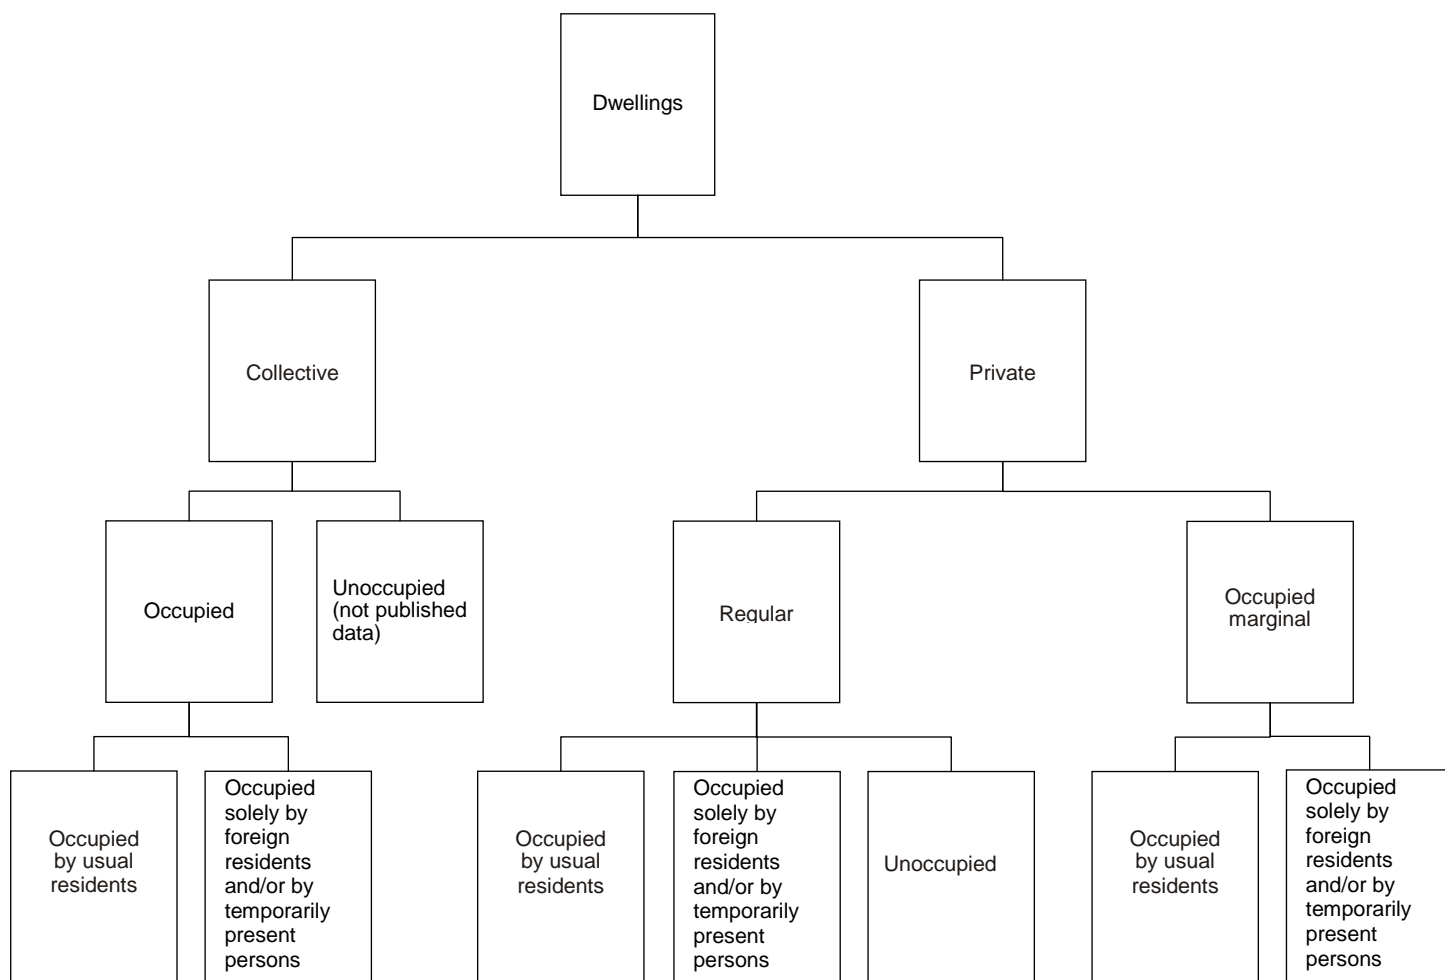 Dwellings
Collective
Private
Occupied
Unoccupied
(not published
data)
Regular
Occupied
marginal
Occupied
by usual
residents
Occupied
solely by
foreign
residents
and/or by
temporarily
present
persons
Occupied
by usual
residents
Occupied
solely by
foreign
residents
and/or by
temporarily
present
persons
Unoccupied
Occupied
by usual
residents
Occupied
solely by
foreign
residents
and/or by
temporarily
present
persons